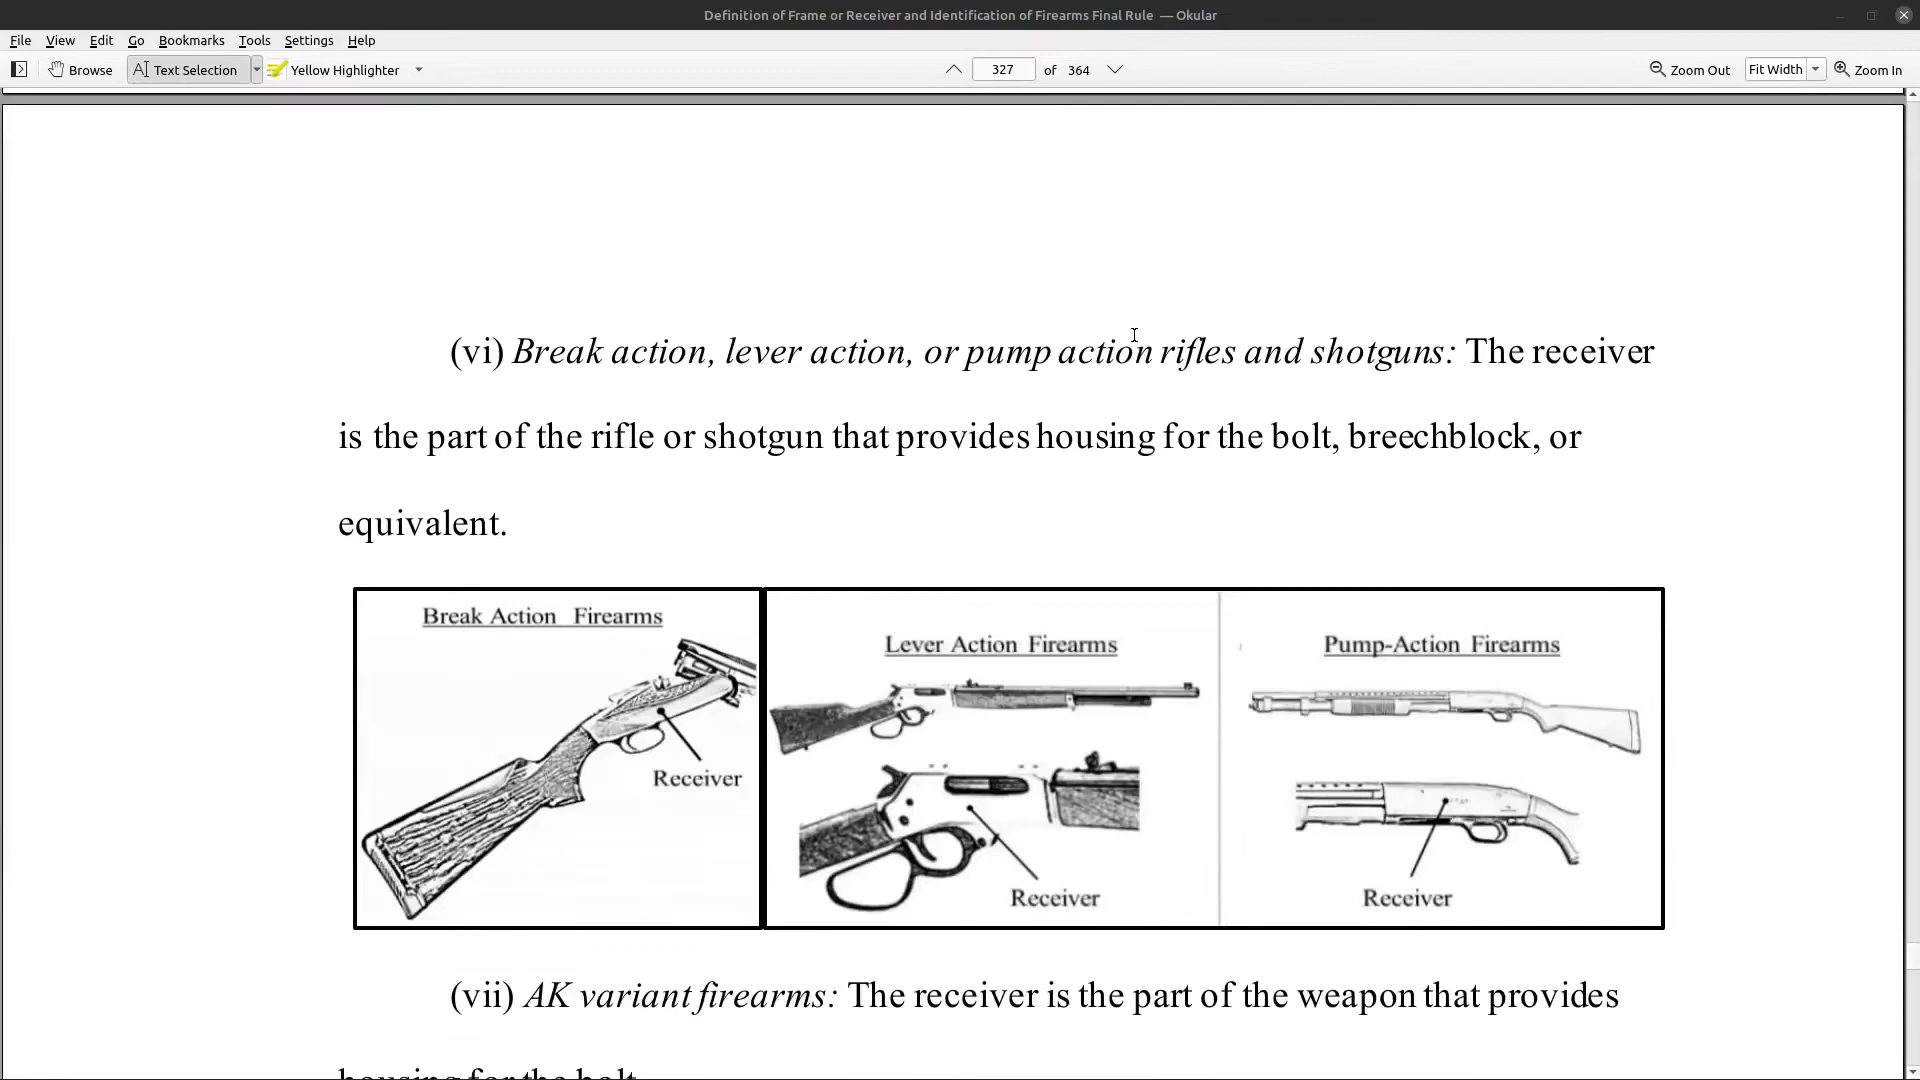 Definition of Frame or Receiver and Identification of Firearms Final Rule — Okular
File View Edit Go Bookmarks Tools Settings Help
Browse Text Selection Yellow Highlighter 327 of 364 Zoom Out Fit Width Zoom In
(vi) Break action, lever action, or pump action rifles and shotguns: The receiver
is the part of the rifle or shotgun that provides housing for the bolt, breechblock, or
equivalent.
Break Action Firearms
Receiver
Lever Action Firearms
Receiver
Pump-Action Firearms
Receiver
(vii) AK variant firearms: The receiver is the part of the weapon that provides
housing for the bolt